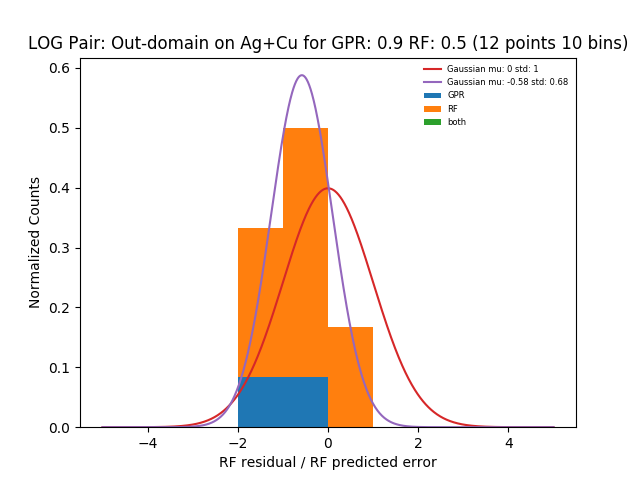 LOG Pair: Out-domain on Ag+Cu for GPR: 0.9 RF: 0.5 (12 points 10 bins)
Gaussian mu: 0 std: 1
Gaussian mu: -0.58 std: 0.68
GPR
RF
both
Normalized Counts
0.6
0.5
0.4
0.3
0.2
0.1
0.0
−4 −2 0 2 4
RF residual / RF predicted error